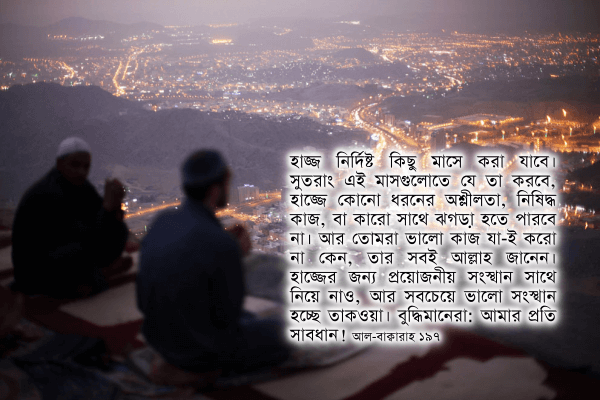 হাজ্জ নির্দিষ্ট কিছু মাসে করা যাবে।
সুতরাং এই মাসগুলোতে যে তা করবে,
হাজ্জে কোনো ধরনের অশ্লীলতা, নিষিদ্ধ
কাজ, বা কারো সাথে ঝগড়া হতে পারবে
না। আর তোমরা ভালো কাজ যা-ই করো
না কেন, তার সবই আল্লাহ জানেন।
হাজ্জের জন্য প্রয়োজনীয় সংস্থান সাথে
নিয়ে নাও, আর সবচেয়ে ভালো সংস্থান
হচ্ছে তাকওয়া। বুদ্ধিমানেরা: আমার প্রতি
সাবধান! আল-বাক্বারাহ ১৯৭